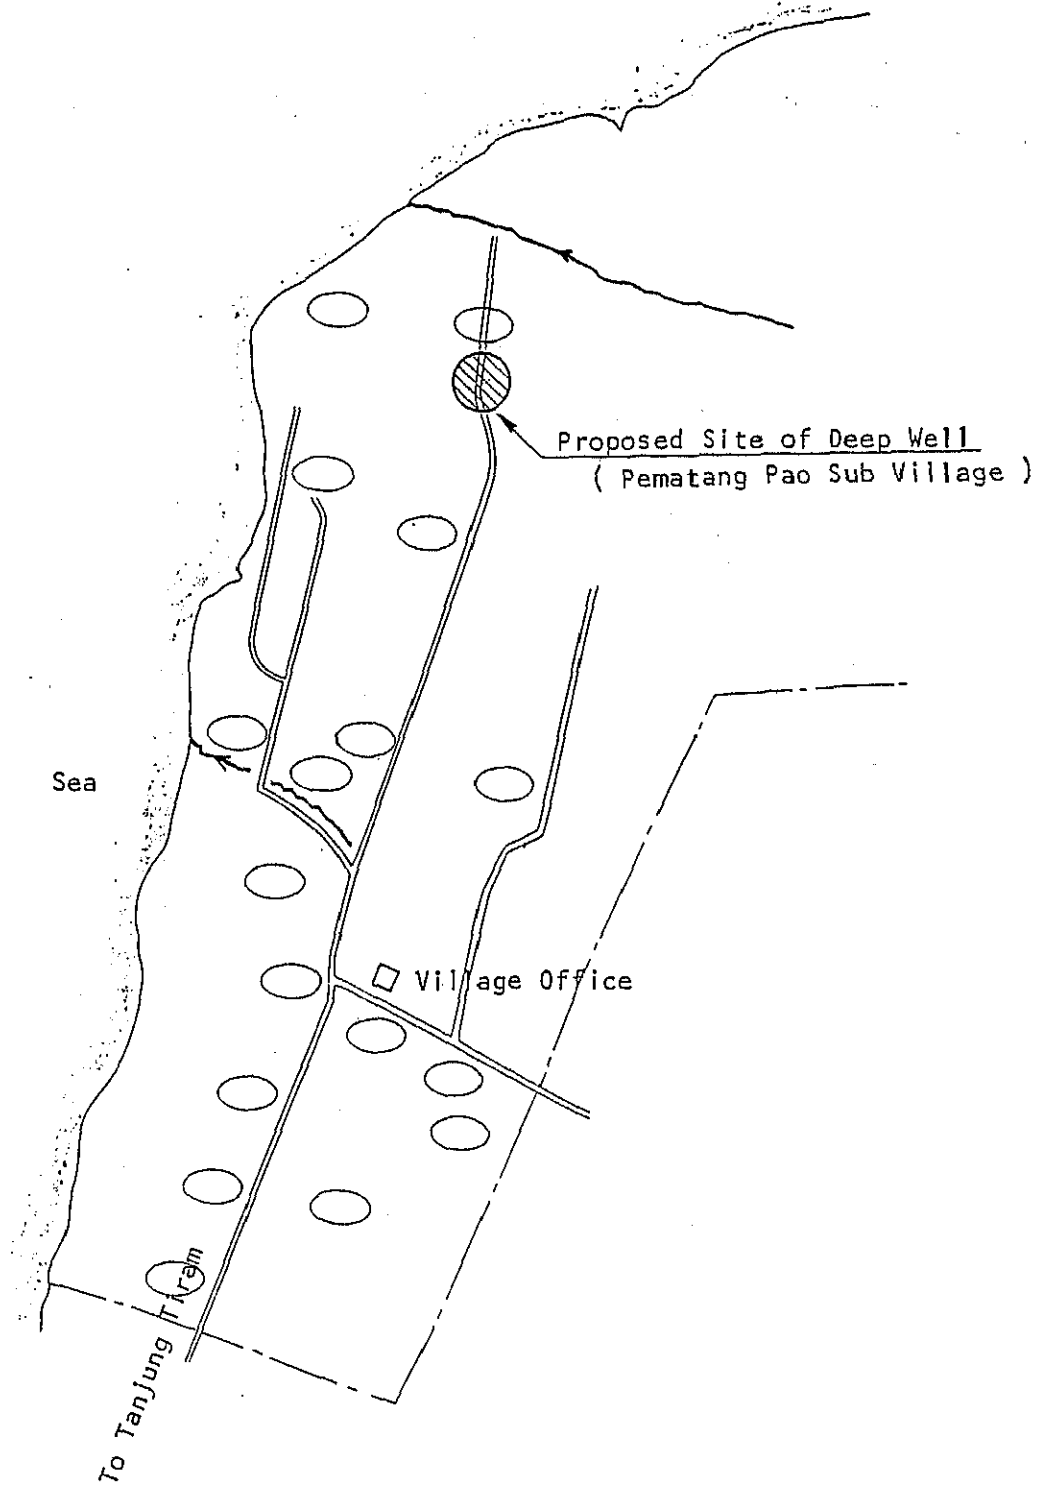 Proposed Site of Deep Well
( Pematang Pao Sub Village )
Sea
Village Office
To Tanjung Tiram